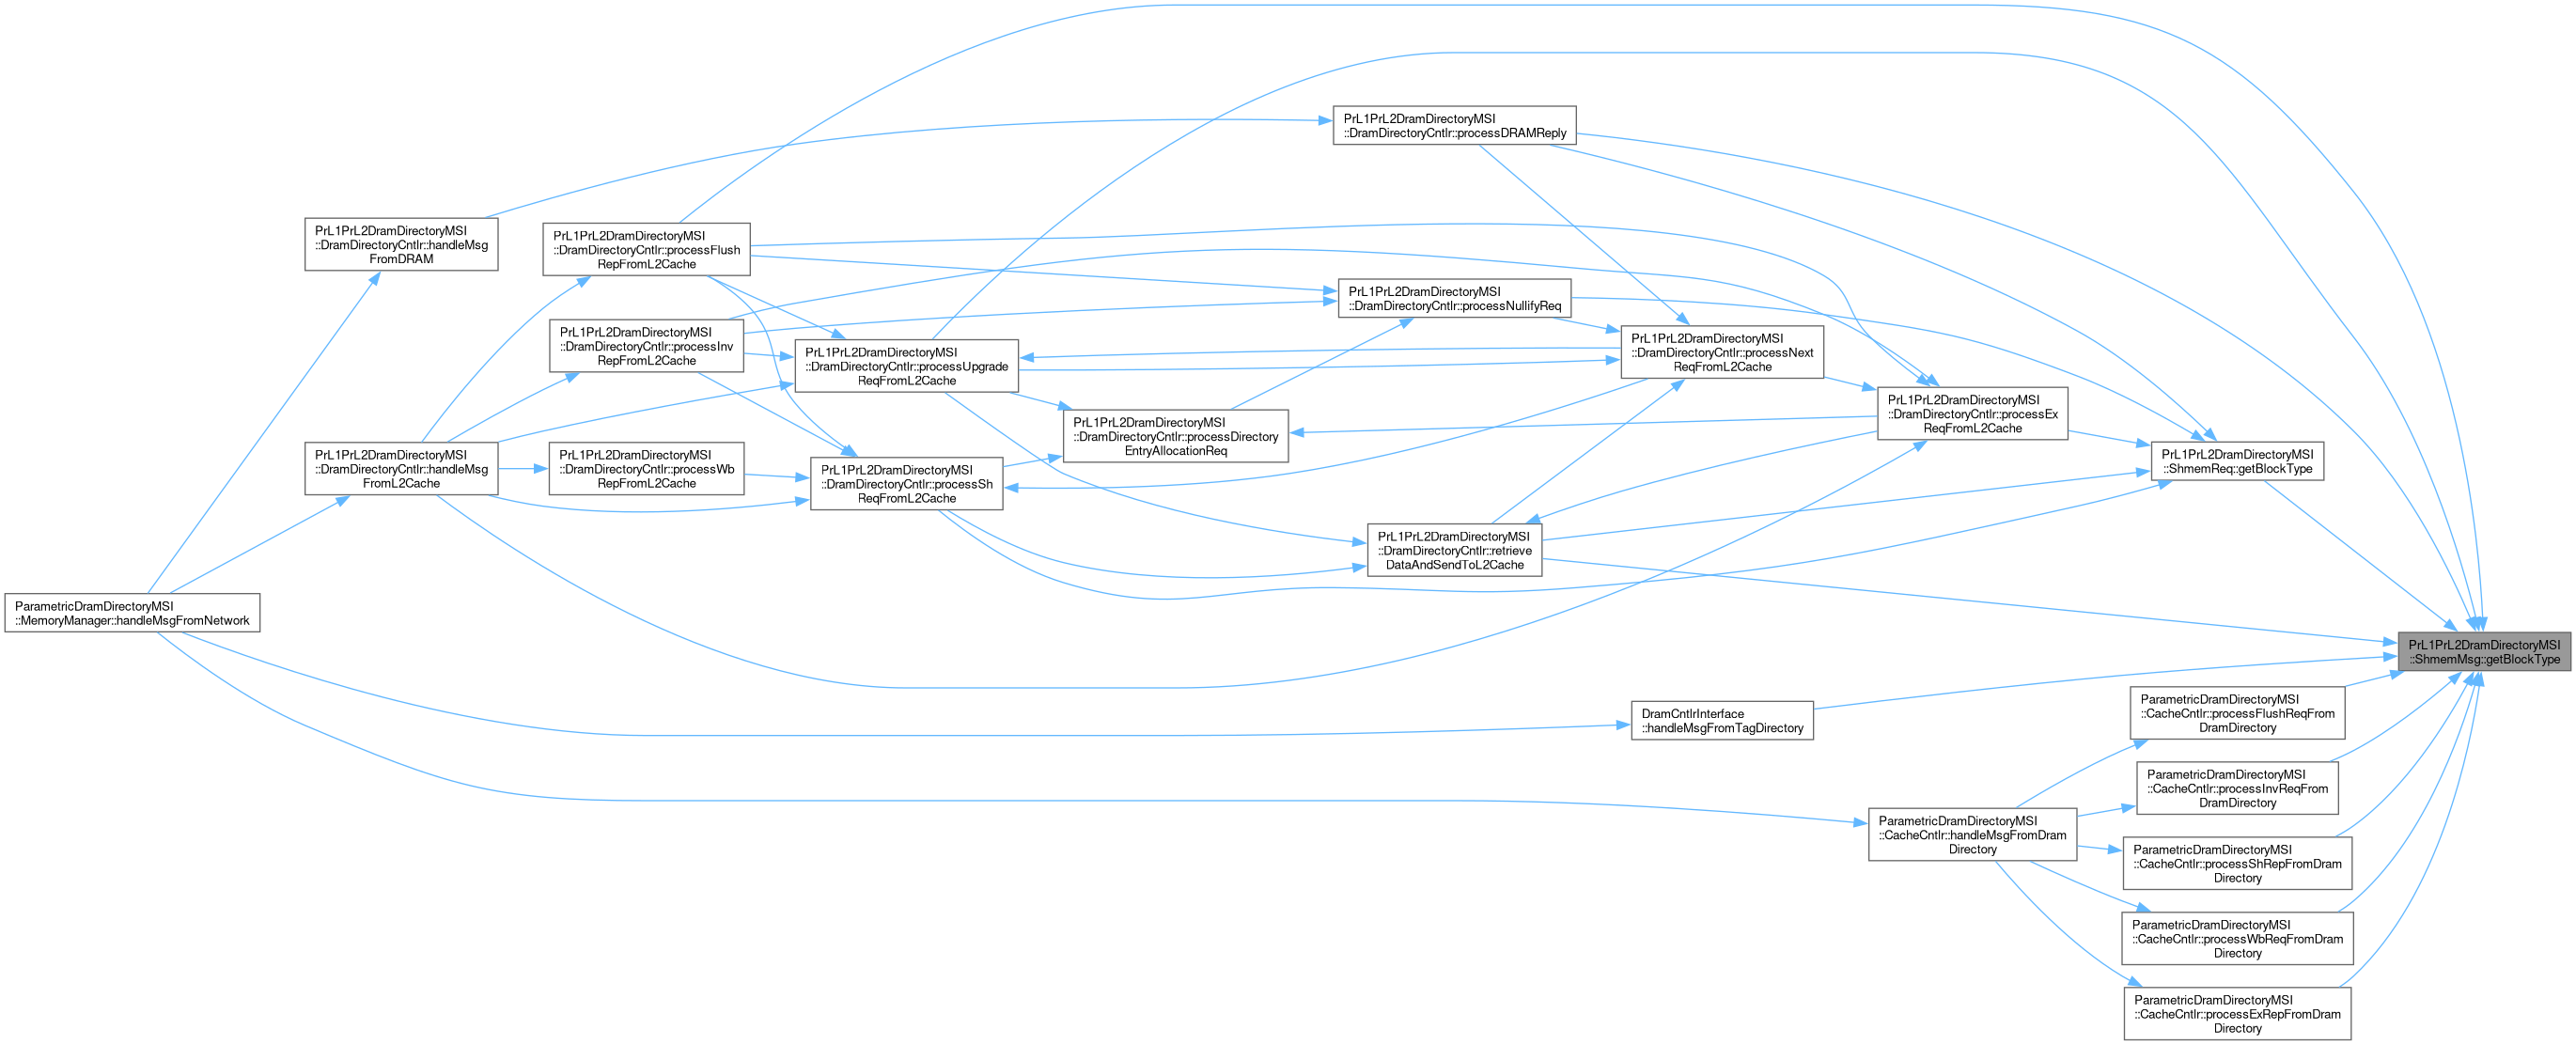 PrL1PrL2DramDirectoryMSI
::DramDirectoryCntlr::processDRAMReply
PrL1PrL2DramDirectoryMSI
::DramDirectoryCntlr::handleMsg
FromDRAM
PrL1PrL2DramDirectoryMSI
::DramDirectoryCntlr::processFlush
RepFromL2Cache
PrL1PrL2DramDirectoryMSI
::DramDirectoryCntlr::processNullifyReq
PrL1PrL2DramDirectoryMSI
::DramDirectoryCntlr::processInv
RepFromL2Cache
PrL1PrL2DramDirectoryMSI
::DramDirectoryCntlr::processUpgrade
ReqFromL2Cache
PrL1PrL2DramDirectoryMSI
::DramDirectoryCntlr::processNext
ReqFromL2Cache
PrL1PrL2DramDirectoryMSI
::DramDirectoryCntlr::processEx
ReqFromL2Cache
PrL1PrL2DramDirectoryMSI
::DramDirectoryCntlr::processDirectory
EntryAllocationReq
PrL1PrL2DramDirectoryMSI
::DramDirectoryCntlr::handleMsg
FromL2Cache
PrL1PrL2DramDirectoryMSI
::DramDirectoryCntlr::processWb
RepFromL2Cache
PrL1PrL2DramDirectoryMSI
::DramDirectoryCntlr::processSh
ReqFromL2Cache
PrL1PrL2DramDirectoryMSI
::ShmemReq::getBlockType
PrL1PrL2DramDirectoryMSI
::DramDirectoryCntlr::retrieve
DataAndSendToL2Cache
ParametricDramDirectoryMSI
::MemoryManager::handleMsgFromNetwork
PrL1PrL2DramDirectoryMSI
::ShmemMsg::getBlockType
DramCntlrInterface
::handleMsgFromTagDirectory
ParametricDramDirectoryMSI
::CacheCntlr::processFlushReqFrom
DramDirectory
ParametricDramDirectoryMSI
::CacheCntlr::processInvReqFrom
DramDirectory
ParametricDramDirectoryMSI
::CacheCntlr::handleMsgFromDram
Directory
ParametricDramDirectoryMSI
::CacheCntlr::processShRepFromDram
Directory
ParametricDramDirectoryMSI
::CacheCntlr::processWbReqFromDram
Directory
ParametricDramDirectoryMSI
::CacheCntlr::processExRepFromDram
Directory